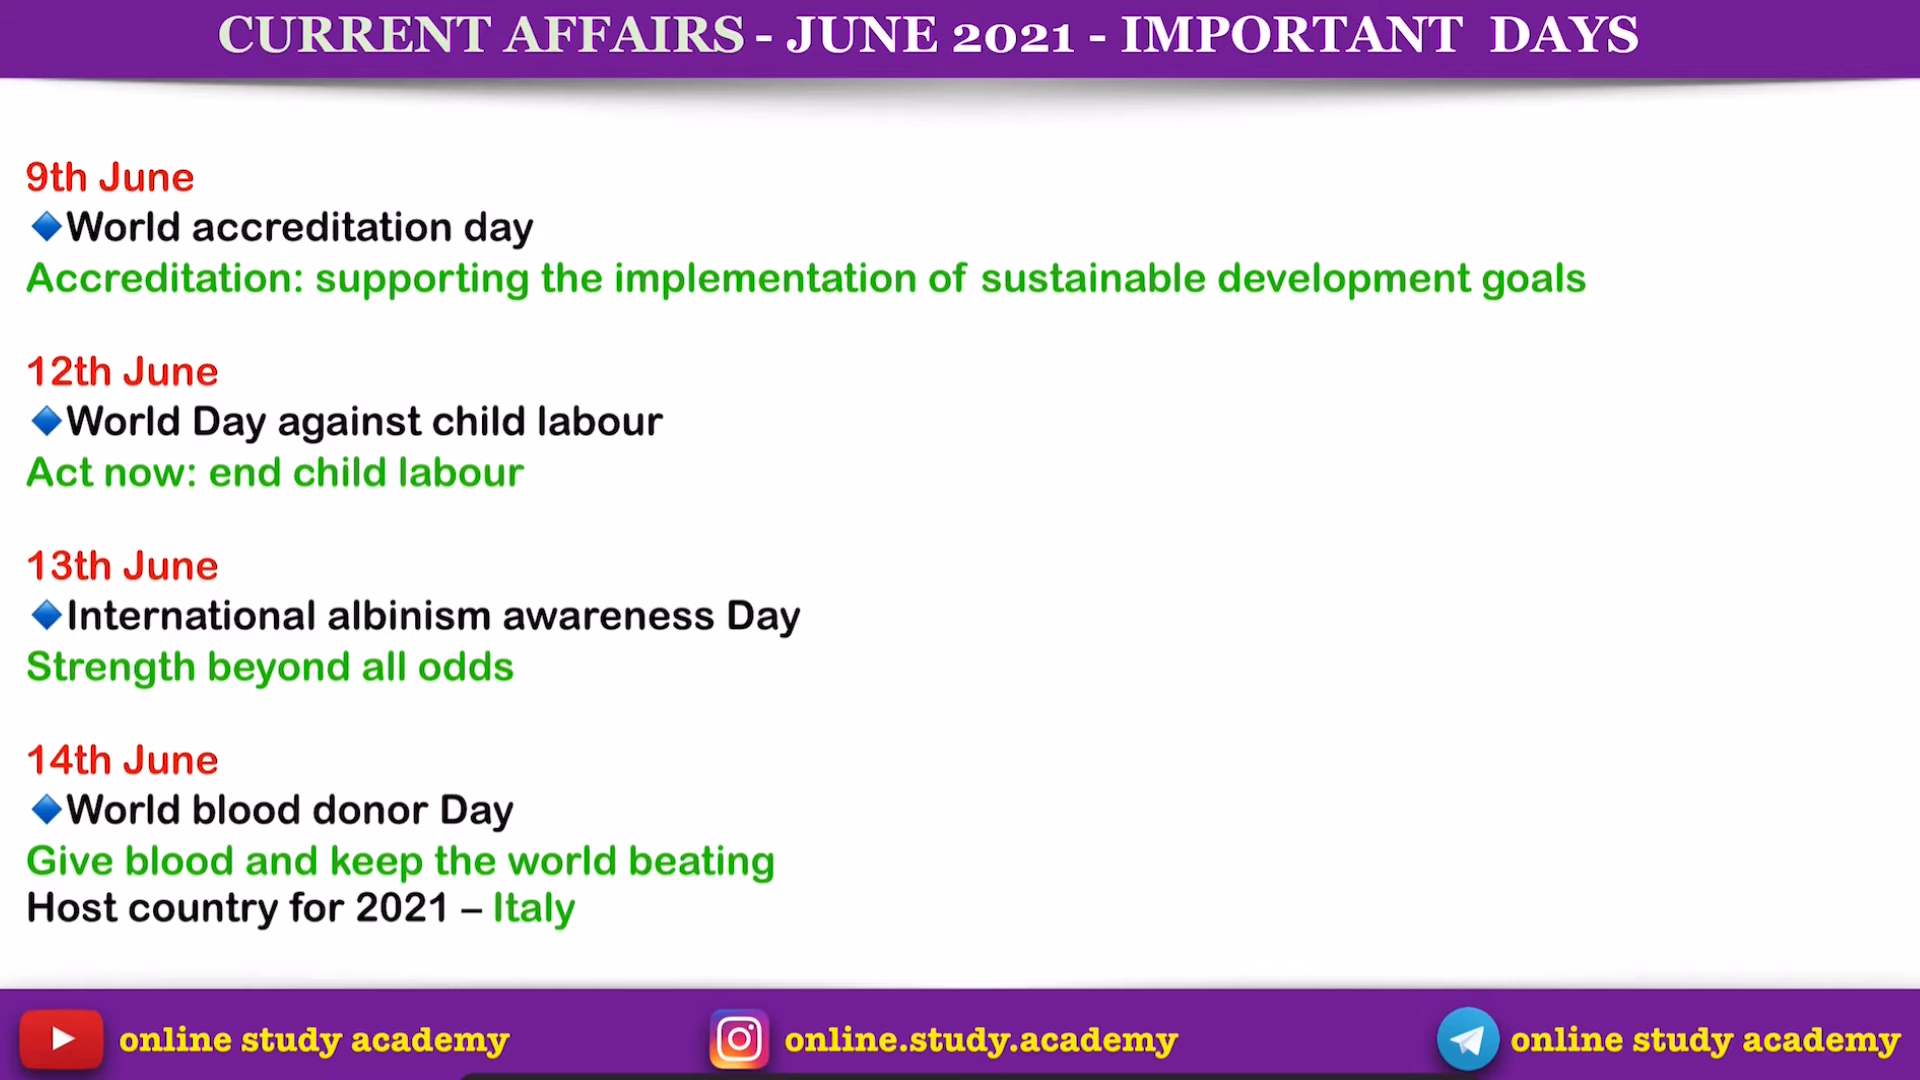 CURRENT AFFAIRS - JUNE 2021 - IMPORTANT DAYS
9th June
🔹World accreditation day
Accreditation: supporting the implementation of sustainable development goals
12th June
🔹World Day against child labour
Act now: end child labour
13th June
🔹International albinism awareness Day
Strength beyond all odds
14th June
🔹World blood donor Day
Give blood and keep the world beating
Host country for 2021 – Italy
online study academy
online.study.academy
online study academy